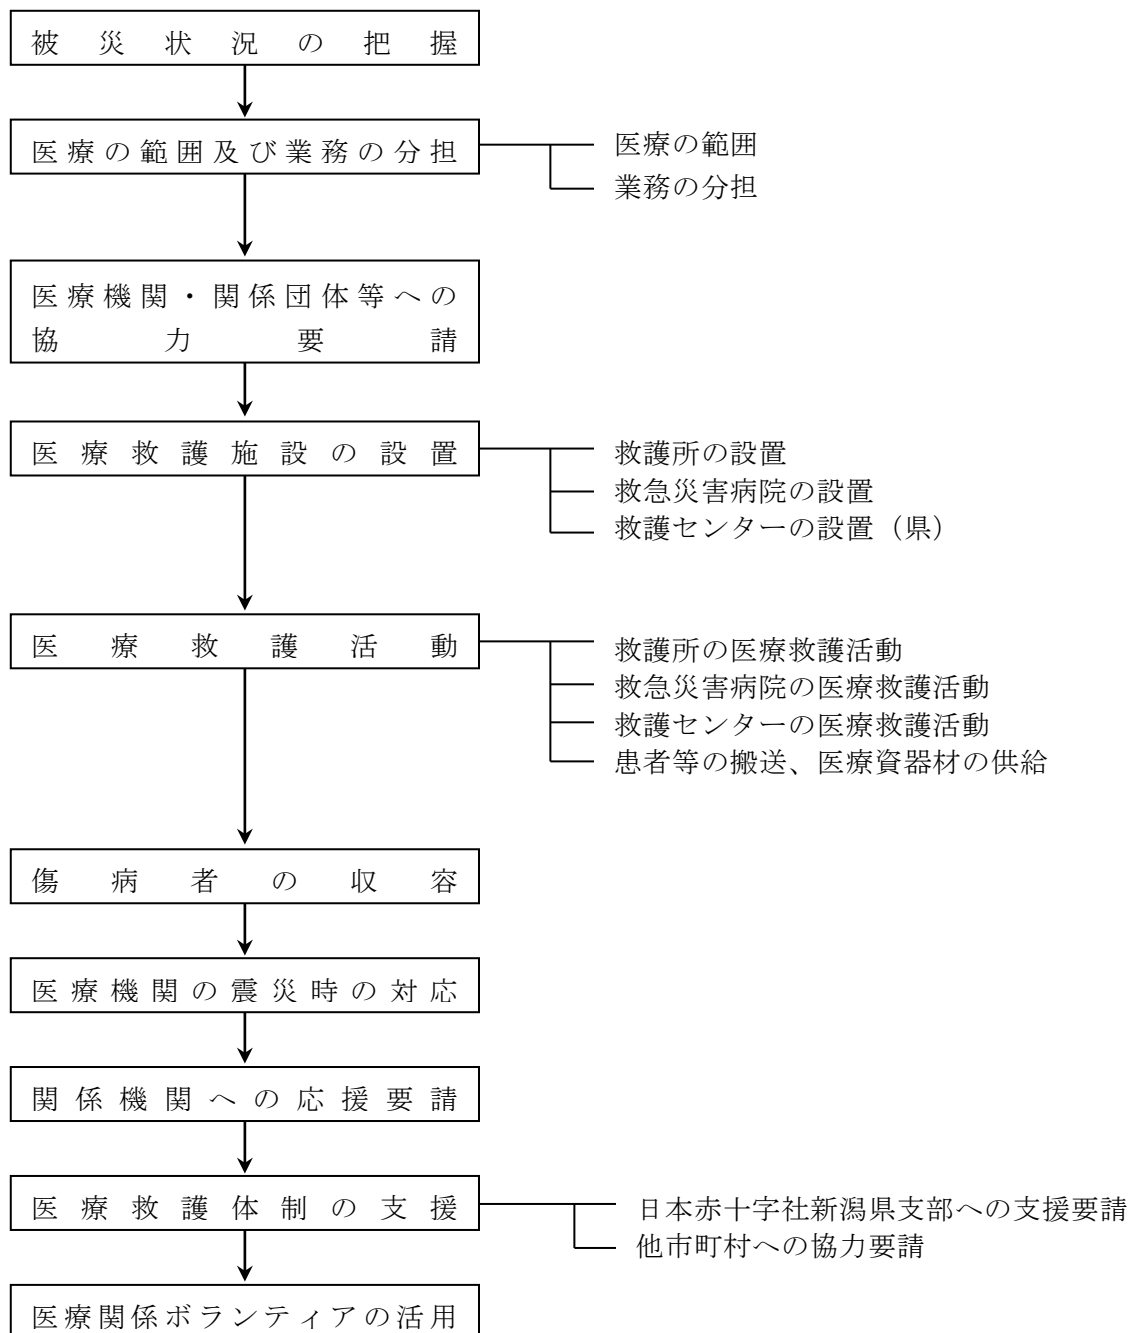 被災状況の把握
医療の範囲及び業務の分担
医療の範囲
業務の分担
医療機関・関係団体等への
協力要請
医療救護施設の設置
救護所の設置
救急災害病院の設置
救護センターの設置（県）
医療救護活動
救護所の医療救護活動
救急災害病院の医療救護活動
救護センターの医療救護活動
患者等の搬送、医療資器材の供給
傷病者の収容
医療機関の震災時の対応
関係機関への応援要請
医療救護体制の支援
日本赤十字社新潟県支部への支援要請
他市町村への協力要請
医療関係ボランティアの活用